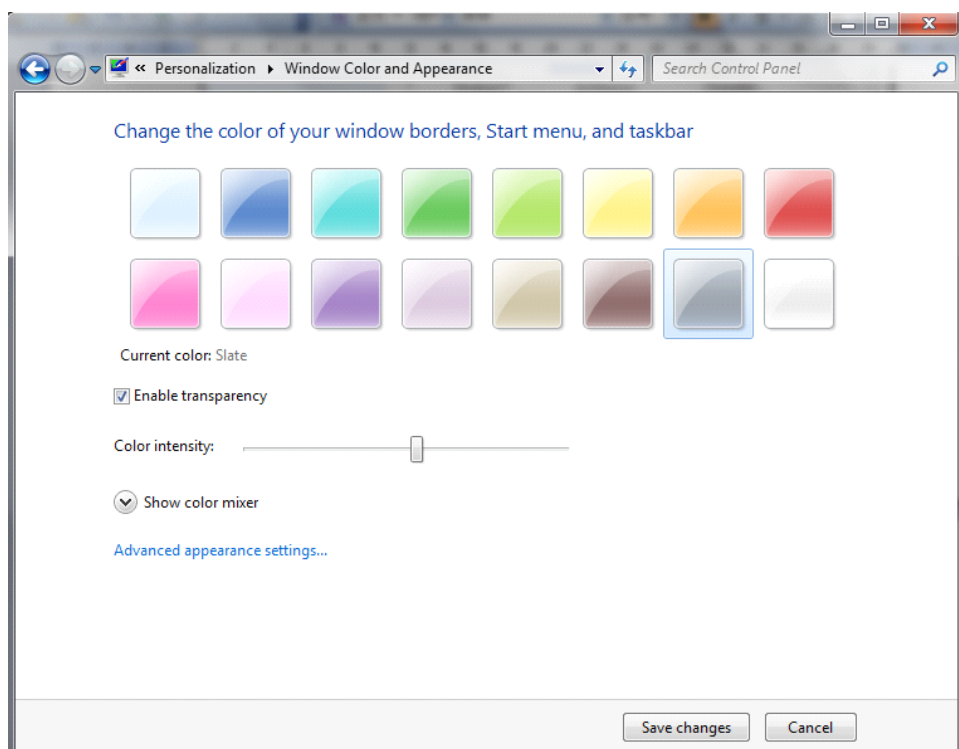 « Personalization ▸ Window Color and Appearance
Search Control Panel
Change the color of your window borders, Start menu, and taskbar
Current color: Slate
Enable transparency
Color intensity:
Show color mixer
Advanced appearance settings...
Save changes
Cancel